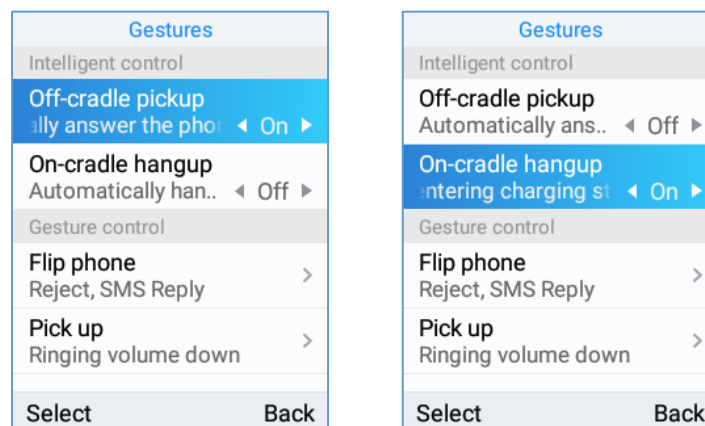 Gestures
Intelligent control
Off-cradle pickup
ally answer the phor On
On-cradle hangup
Automatically han.. Off
Gesture control
Flip phone
Reject, SMS Reply
Pick up
Ringing volume down
Select Back
Gestures
Intelligent control
Off-cradle pickup
Automatically ans.. Off
On-cradle hangup
entering charging st On
Gesture control
Flip phone
Reject, SMS Reply
Pick up
Ringing volume down
Select Back